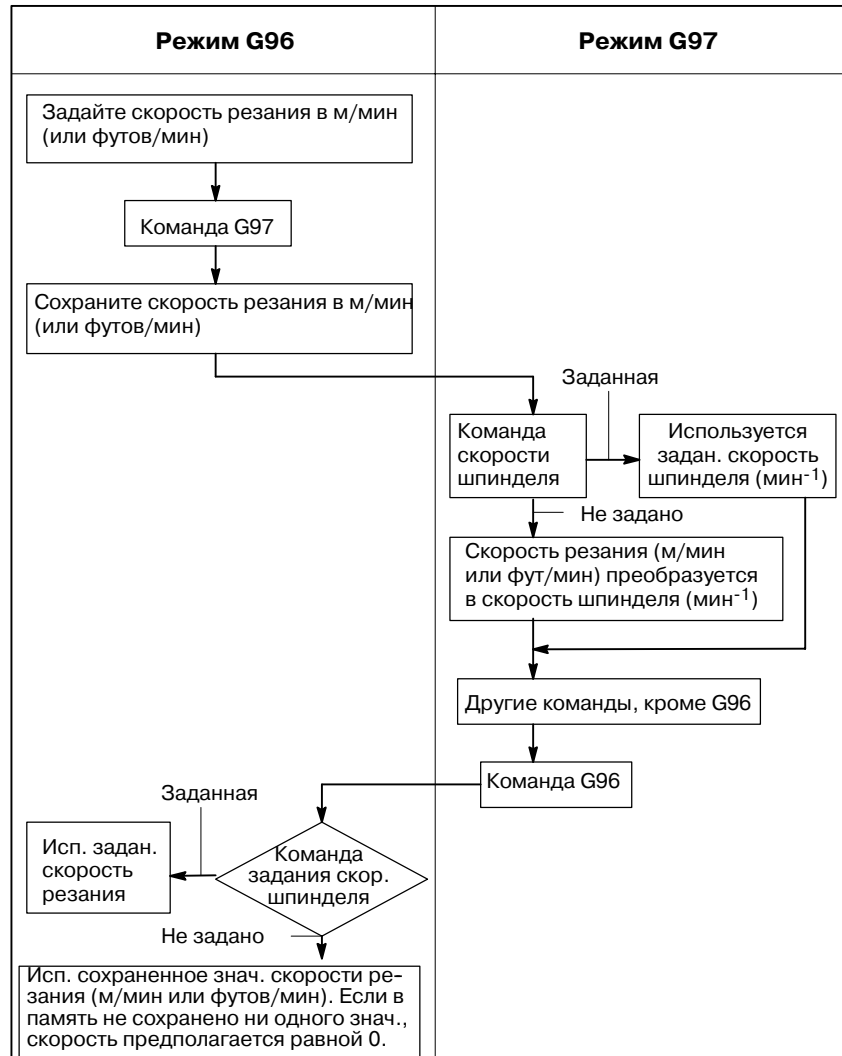 Режим G96
Режим G97
Задайте скорость резания в м/мин
(или футов/мин)
Команда G97
Сохраните скорость резания в м/мин
(или футов/мин)
Заданная
Команда
скорости
шпинделя
Используется
задан. скорость
шпинделя (мин-1)
Не задано
Скорость резания (м/мин
или фут/мин) преобразуется
в скорость шпинделя (мин-1)
Другие команды, кроме G96
Команда G96
Заданная
Команда
задания скор.
шпинделя
Исп. задан.
скорость
резания
Не задано
Исп. сохраненное знач. скорости ре-
зания (м/мин или футов/мин). Если в
память не сохранено ни одного знач.,
скорость предполагается равной 0.